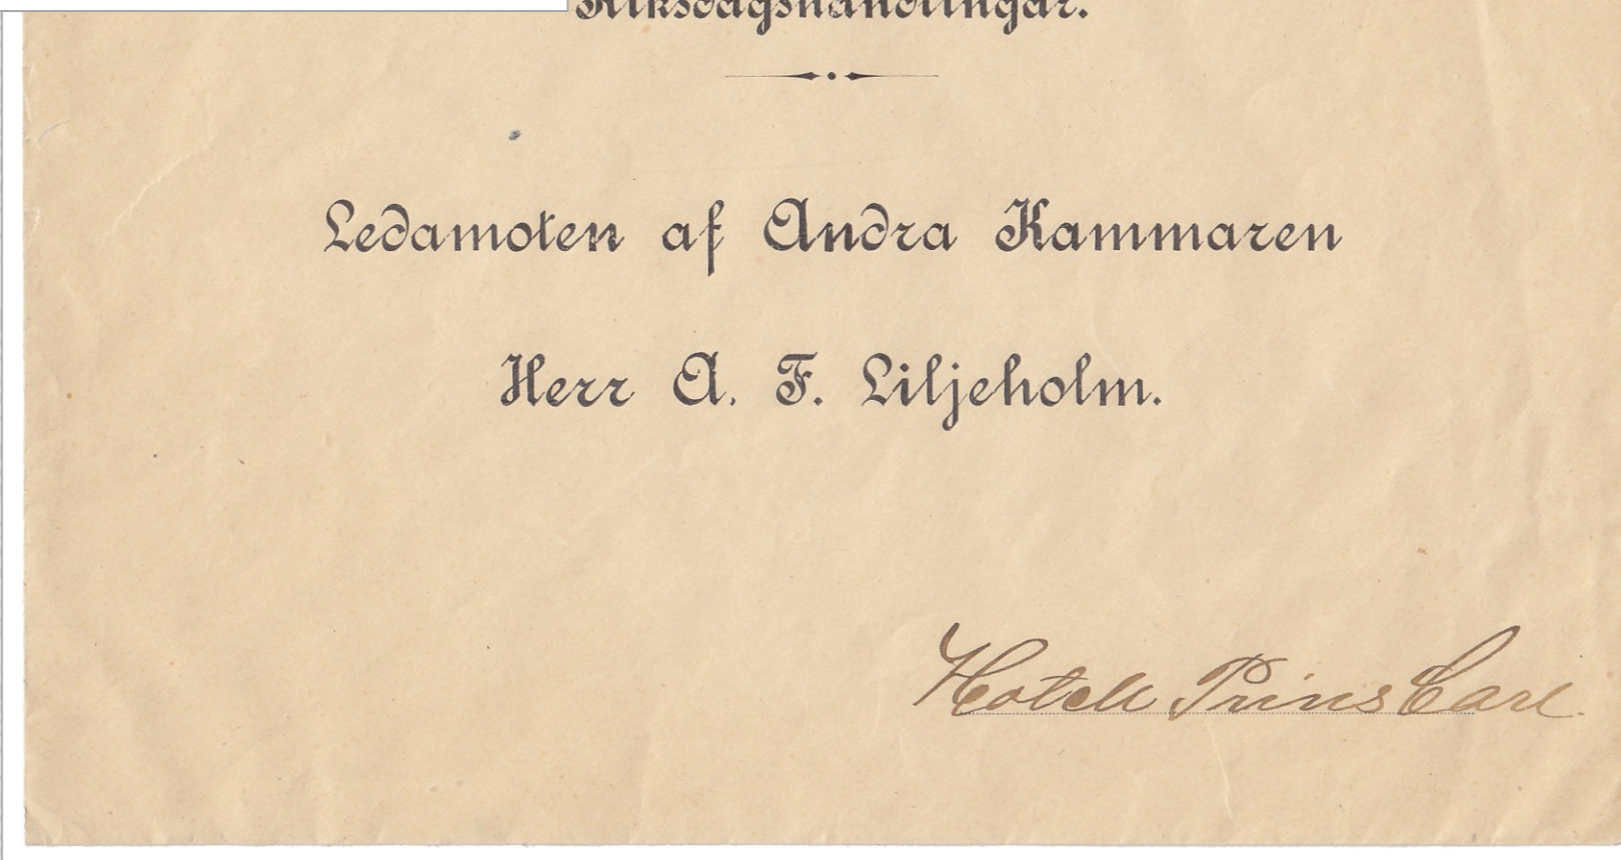 Riksdagshandlingar.
Ledamoten af Andra Kammaren
Herr A. F. Liljeholm.
Hotell Prins Carl.